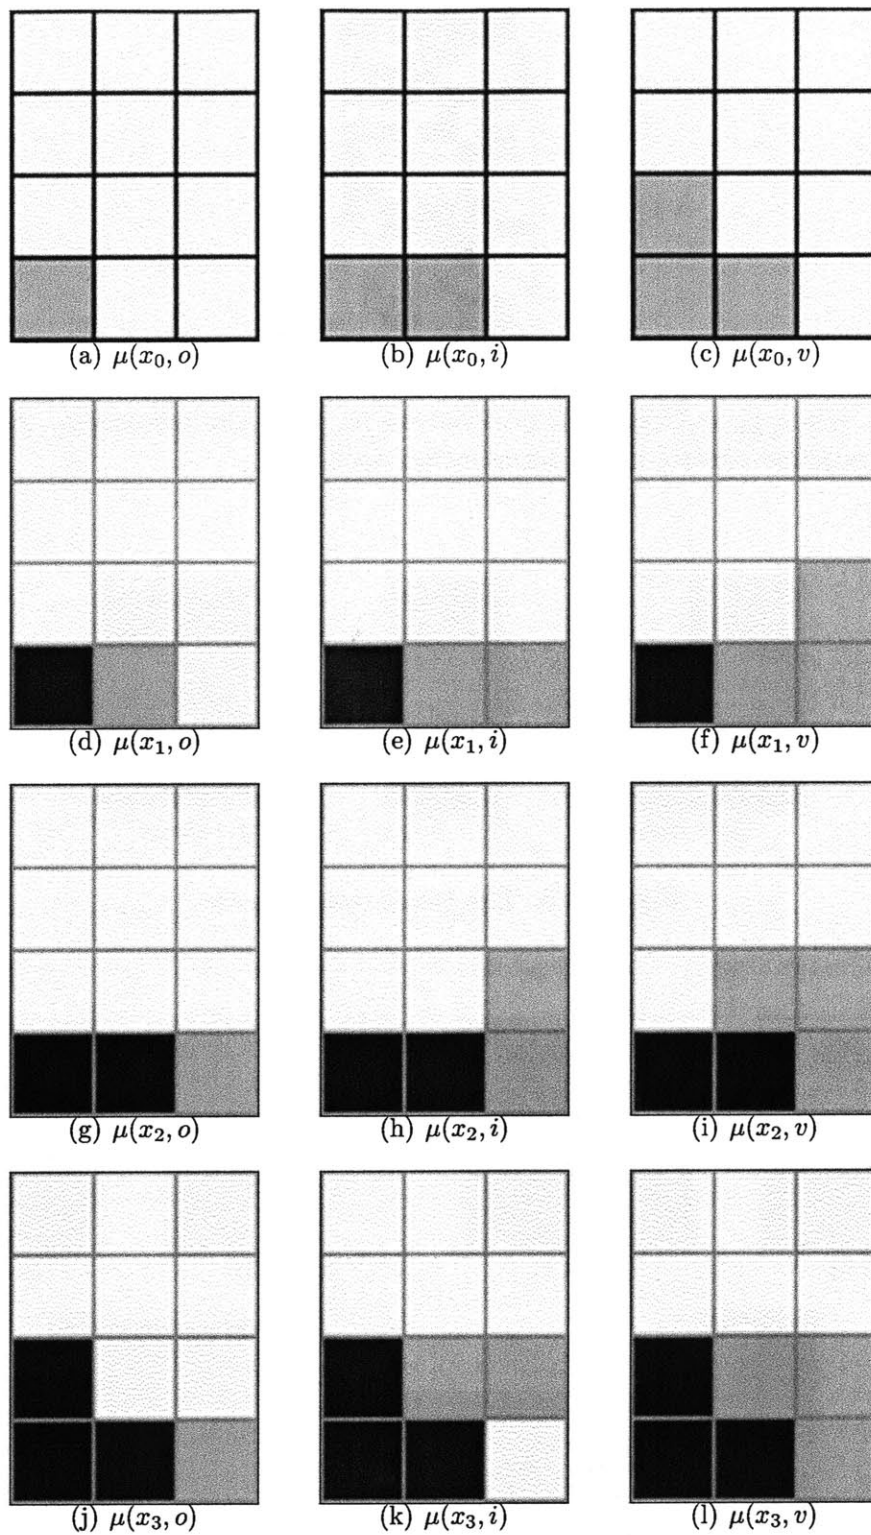 (a) μ(x₀, o) (b) μ(x₀, i) (c) μ(x₀, v)
(d) μ(x₁, o) (e) μ(x₁, i) (f) μ(x₁, v)
(g) μ(x₂, o) (h) μ(x₂, i) (i) μ(x₂, v)
(j) μ(x₃, o) (k) μ(x₃, i) (l) μ(x₃, v)